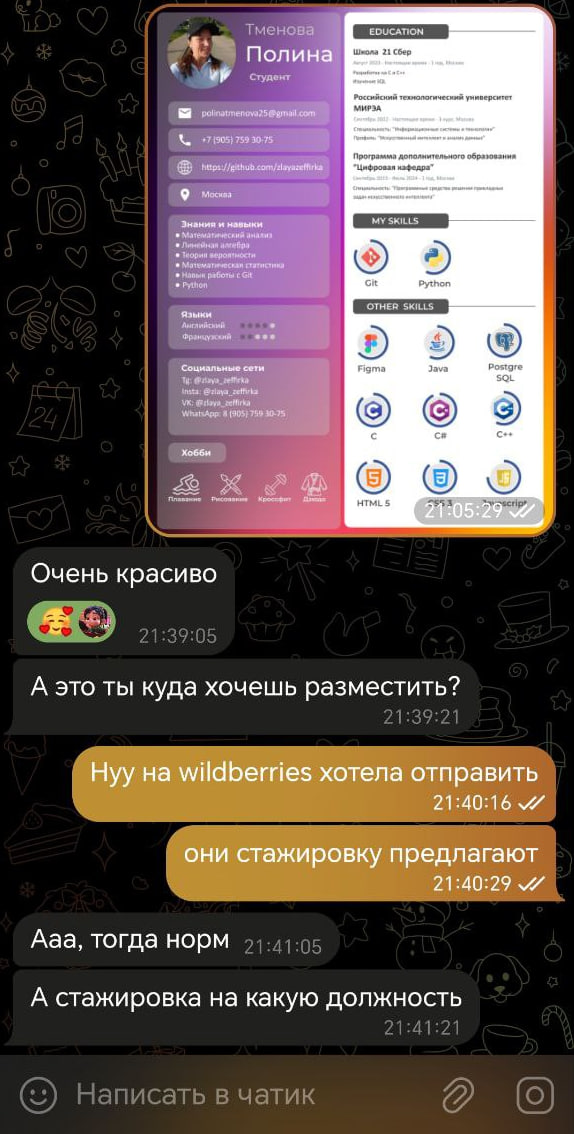 Тменова
Полина
Студент
polinatmenova25@gmail.com
+7 (905) 759 30-75
https://github.com/zlayazeffirka
Москва
Знания и навыки
● Математический анализ
● Линейная алгебра
● Теория вероятности
● Математическая статистика
● Навык работы с Git
● Python
Языки
Английский
Французский
Социальные сети
Tg: @zlaya_zeffirka
Insta: @zlaya_zeffirka
VK: @zlaya_zeffirka
WhatsApp: 8 (905) 759 30-75
Хобби
Плавание Рисование Кроссфит Дзюдо
EDUCATION
Школа 21 Сбер
Август 2023 - Настоящее время - 1 год, Москва
Разработка на C и C++
Изучение SQL
Российский технологический университет
МИРЭА
Сентябрь 2022 - Настоящее время - 3 курс, Москва
Специальность: "Информационные системы и технологии"
Профиль: "Искусственный интеллект и анализ данных"
Программа дополнительного образования
"Цифровая кафедра"
Сентябрь 2023 - Июль 2024 - 1 год, Москва
Специальность: "Программные средства решения прикладных
задач искусственного интеллекта"
MY SKILLS
Git Python
OTHER SKILLS
Figma Java Postgre
SQL
C C# C++
HTML 5 CSS 3 Javascript
21:05:29
Очень красиво
21:39:05
А это ты куда хочешь разместить?
21:39:21
Нуу на wildberries хотела отправить
21:40:16
они стажировку предлагают
21:40:29
Ааа, тогда норм 21:41:05
А стажировка на какую должность
21:41:21
Написать в чатик